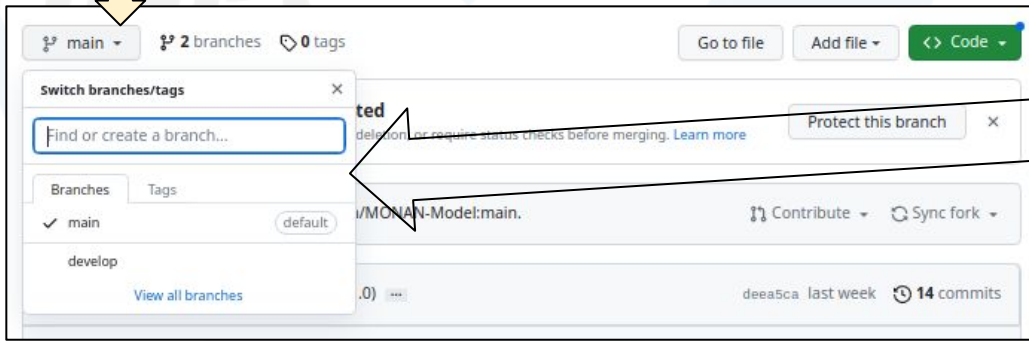 main 2 branches 0 tags Go to file Add file <> Code
Switch branches/tags
ted
Find or create a branch...
deletion, or require status checks before merging. Learn more
Protect this branch
Branches Tags
main default
/MONAN-Model:main.
Contribute Sync fork
develop
View all branches
.0) ... deea5ca last week 14 commits